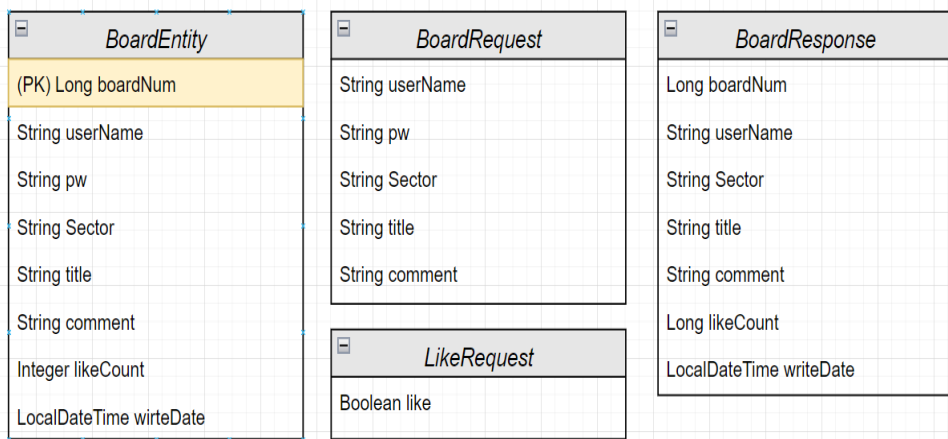 BoardEntity
(PK) Long boardNum
String userName
String pw
String Sector
String title
String comment
Integer likeCount
LocalDateTime wirteDate
BoardRequest
String userName
String pw
String Sector
String title
String comment
LikeRequest
Boolean like
BoardResponse
Long boardNum
String userName
String Sector
String title
String comment
Long likeCount
LocalDateTime writeDate